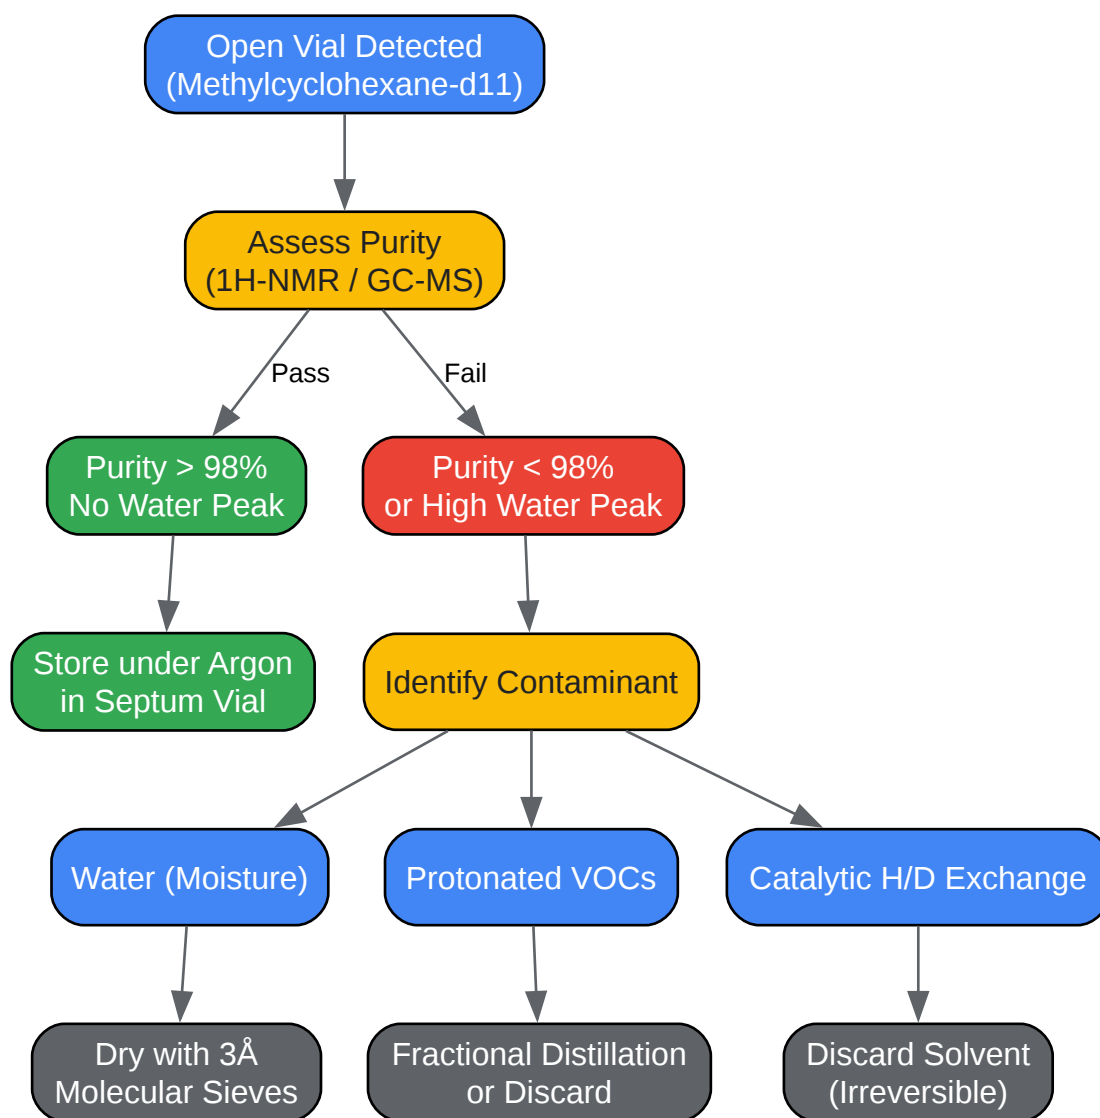 Open Vial Detected
(Methylcyclohexane-d11)
Assess Purity
(1H-NMR / GC-MS)
Pass
Fail
Purity > 98%
No Water Peak
Purity < 98%
or High Water Peak
Store under Argon
in Septum Vial
Identify Contaminant
Water (Moisture)
Protonated VOCs
Catalytic H/D Exchange
Dry with 3Å
Molecular Sieves
Fractional Distillation
or Discard
Discard Solvent
(Irreversible)